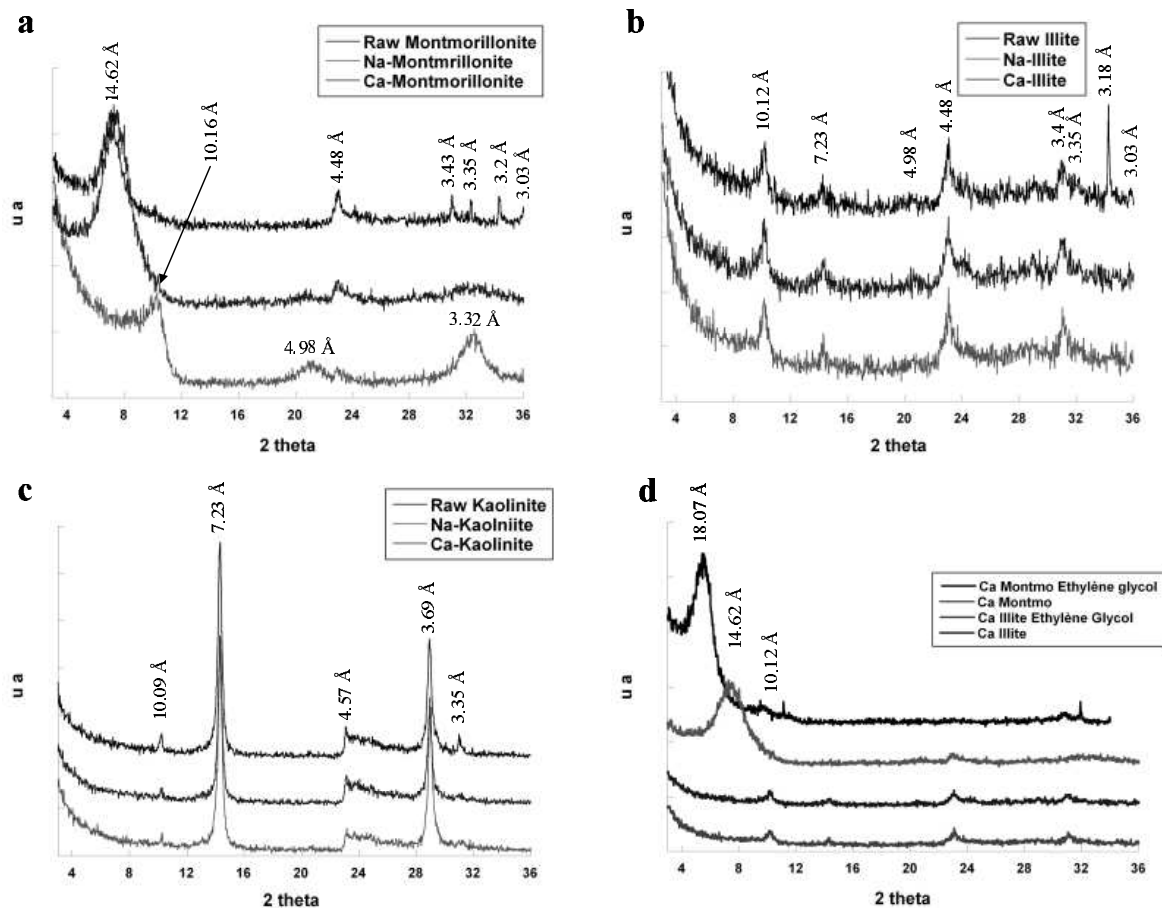 a
Raw Montmorillonite
Na-Montmrillonite
Ca-Montmorillonite
14.62 Å
10.16 Å
4.48 Å
3.43 Å
3.35 Å
3.2 Å
3.03 Å
4.98 Å
3.32 Å
u a
4 8 12 16 20 24 28 32 36
2 theta
b
Raw Illite
Na-Illite
Ca-Illite
10.12 Å
7.23 Å
4.98 Å
4.48 Å
3.4 Å
3.35 Å
3.18 Å
3.03 Å
u a
4 8 12 16 20 24 28 32 36
2 theta
c
Raw Kaolinite
Na-Kaolniite
Ca-Kaolinite
10.09 Å
7.23 Å
4.57 Å
3.69 Å
3.35 Å
u a
4 8 12 16 20 24 28 32 36
2 theta
d
Ca Montmo Ethylène glycol
Ca Montmo
Ca Illite Ethylène Glycol
Ca Illite
18.07 Å
14.62 Å
10.12 Å
u a
4 8 12 16 20 24 28 32 36
2 theta